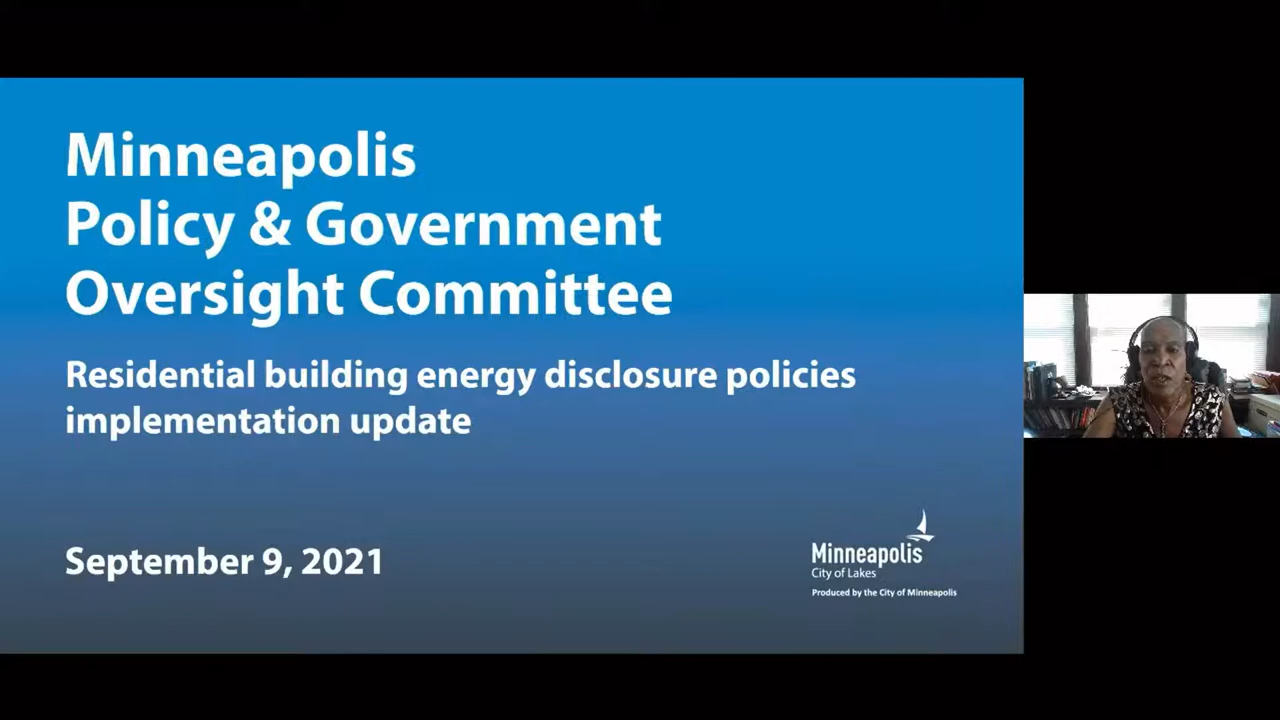 Minneapolis
Policy & Government
Oversight Committee
Residential building energy disclosure policies
implementation update
September 9, 2021
Minneapolis
City of Lakes
Produced by the City of Minneapolis